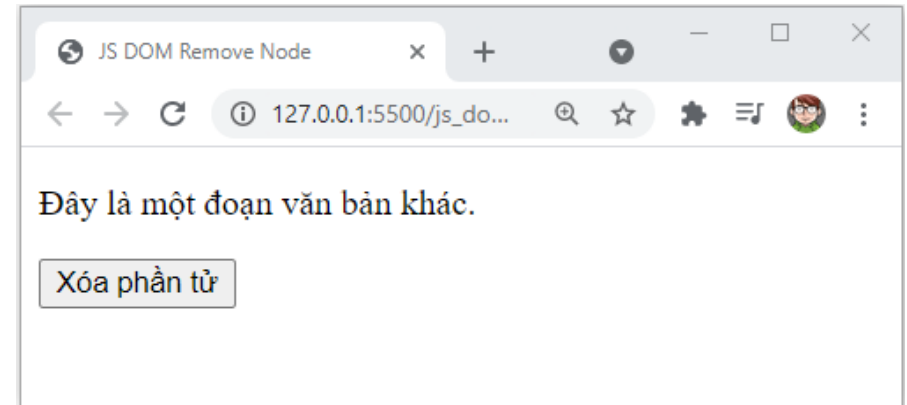 JS DOM Remove Node
127.0.0.1:5500/js_do...
Đây là một đoạn văn bản khác.
Xóa phần tử